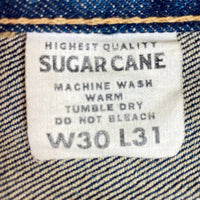 HIGHEST QUALITY
SUGAR CANE
MACHINE WASH
WARM
TUMBLE DRY
DO NOT BLEACH
W30 L31